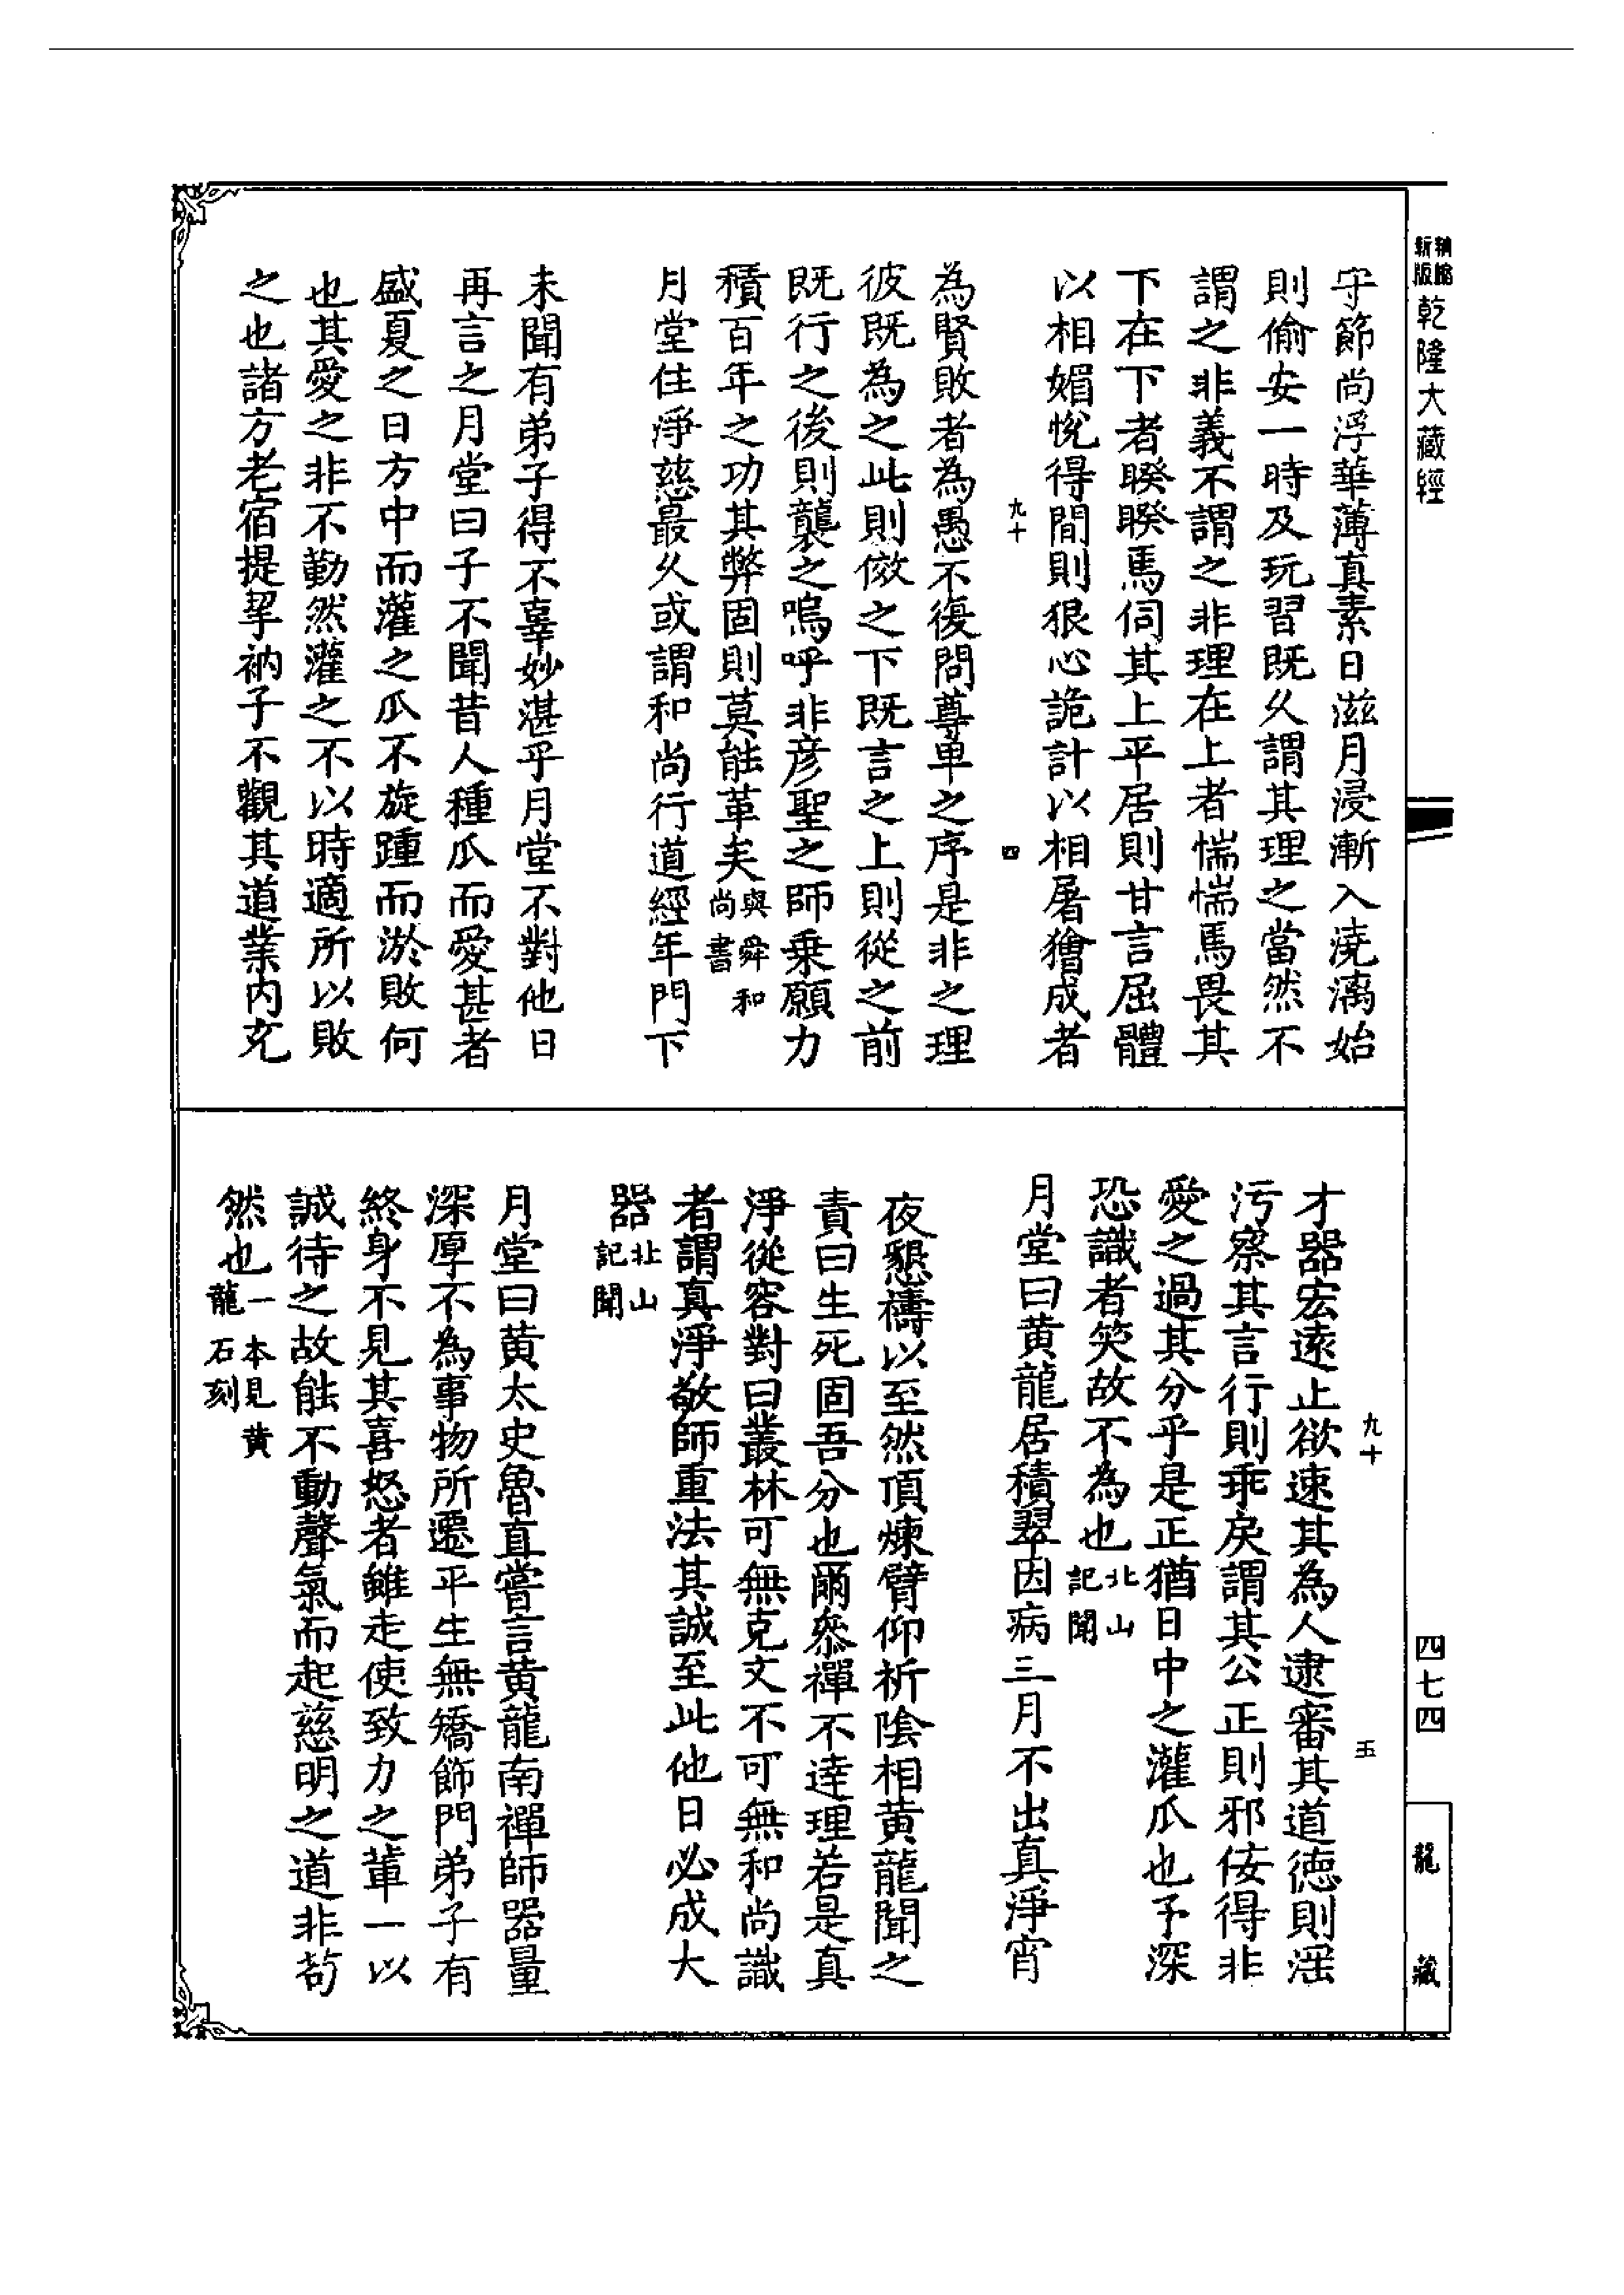 新版精縮
乾隆大藏經
守節尚浮華薄真素日滋月浸漸入澆漓始
則偷安一時及玩習既久謂其理之當然不
謂之非義不謂之非理在上者惴惴焉畏其
下在下者睽睽焉伺其上平居則甘言屈體
以相媚悅得間則狠心詭計以相屠獪成者
九十
四
為賢敗者為愚不復問尊卑之序是非之理
彼既為之此則倣之下既言之上則從之前
既行之後則襲之嗚呼非彥聖之師乘願力
積百年之功其弊固則莫能革矣與舜和尚書
月堂住淨慈最久或謂和尚行道經年門下
未聞有弟子得不辜妙湛乎月堂不對他日
再言之月堂曰子不聞昔人種瓜而愛甚者
盛夏之日方中而灌之瓜不旋踵而淤敗何
也其愛之非不勤然灌之不以時適所以敗
之也諸方老宿提挈衲子不觀其道業內充
九十
五
才器宏遠止欲速其為人逮審其道德則淫
污察其言行則乖戾謂其公正則邪佞得非
愛之過其分乎是正猶日中之灌瓜也予深
恐識者笑故不為也北山記聞
月堂曰黃龍居積翠因病三月不出真淨宵
夜懇禱以至然頂煉臂仰祈陰相黃龍聞之
責曰生死固吾分也爾參禪不達理若是真
淨從容對曰叢林可無克文不可無和尚識
者謂真淨敬師重法其誠至此他日必成大
器北山記聞
月堂曰黃太史魯直嘗言黃龍南禪師器量
深厚不為事物所遷平生無矯飾門弟子有
終身不見其喜怒者雖走使致力之輩一以
誠待之故能不動聲氣而起慈明之道非苟
然也一本見黃龍石刻
四七四
龍藏